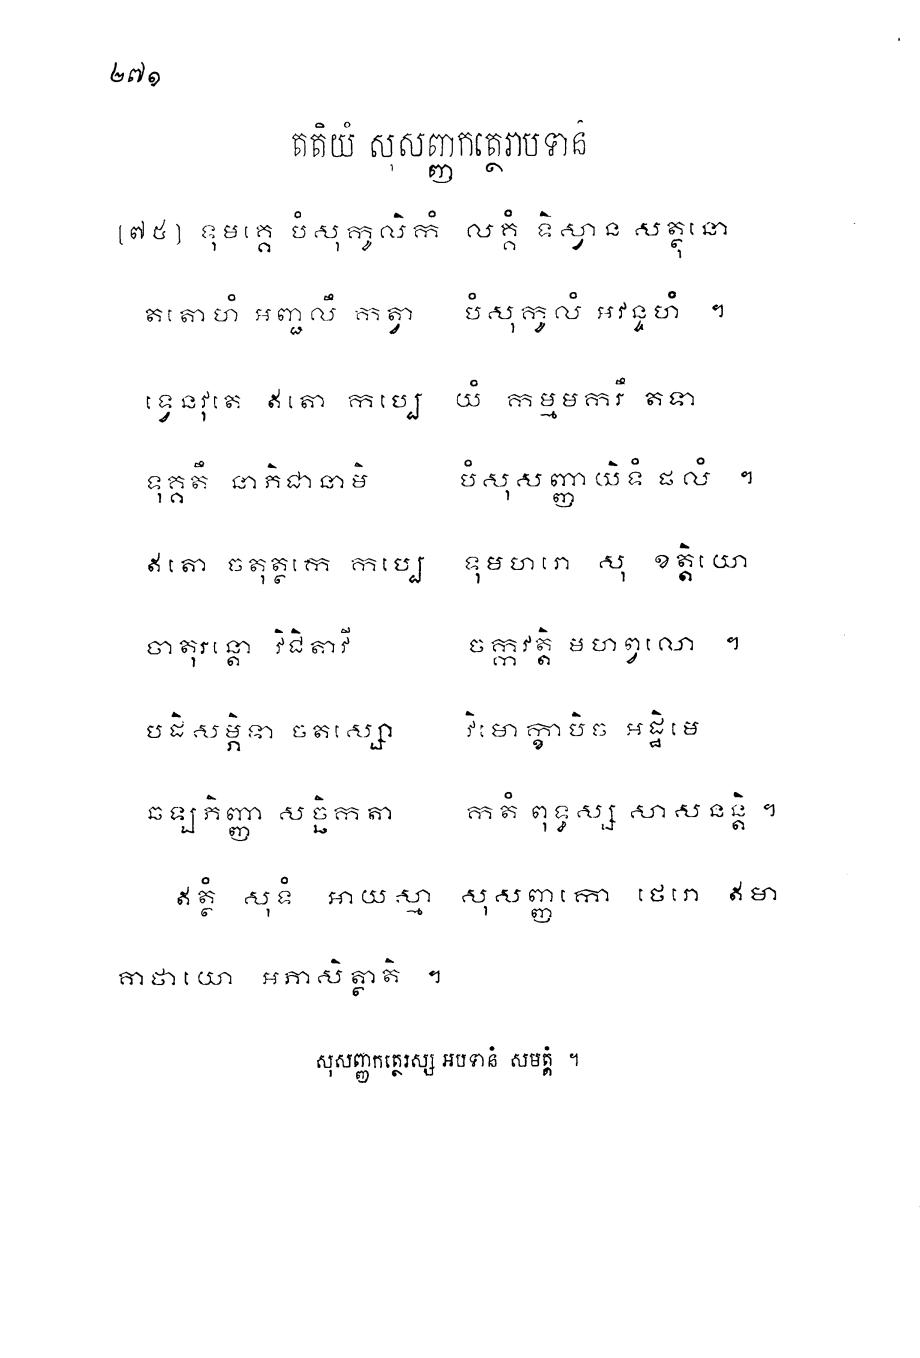 ២៧១
តតិយំ សុសញ្ញកត្ថេរាបទានំ
[៧៥] ទុមគ្គេ បំសុកូលិកំ លគ្គំ ទិស្វាន សត្ថុនោ
តតោហំ អញ្ជលឹ កត្វា បំសុកូលំ អវន្ទហំ ។
ទ្វេនវុតេ ឥតោ កប្បេ យំ កម្មមករឹ តទា
ទុគ្គតឹ នាភិជានាមិ បំសុសញ្ញាយិទំ ផលំ ។
ឥតោ ចតុត្ថកេ កប្បេ ទុមហរោ សុ ខត្តិយោ
ចាតុរន្តោ វិជិតាវី ចក្កវត្តិ មហព្វលោ ។
បដិសម្ភិទា ចតស្សោ វិមោក្ខាបិច អដ្ឋិមេ
ឆឡប្ភិញ្ញា សច្ឆិកតា កតំ ពុទ្ធស្ស សាសនន្តិ ។
ឥត្ថំ សុទំ អាយស្មា សុសញ្ញកោ ថេរោ ឥមា
គាថាយោ អភាសិត្ថាតិ ។
សុសញ្ញកត្ថេរស្ស អបទានំ សមត្តំ ។